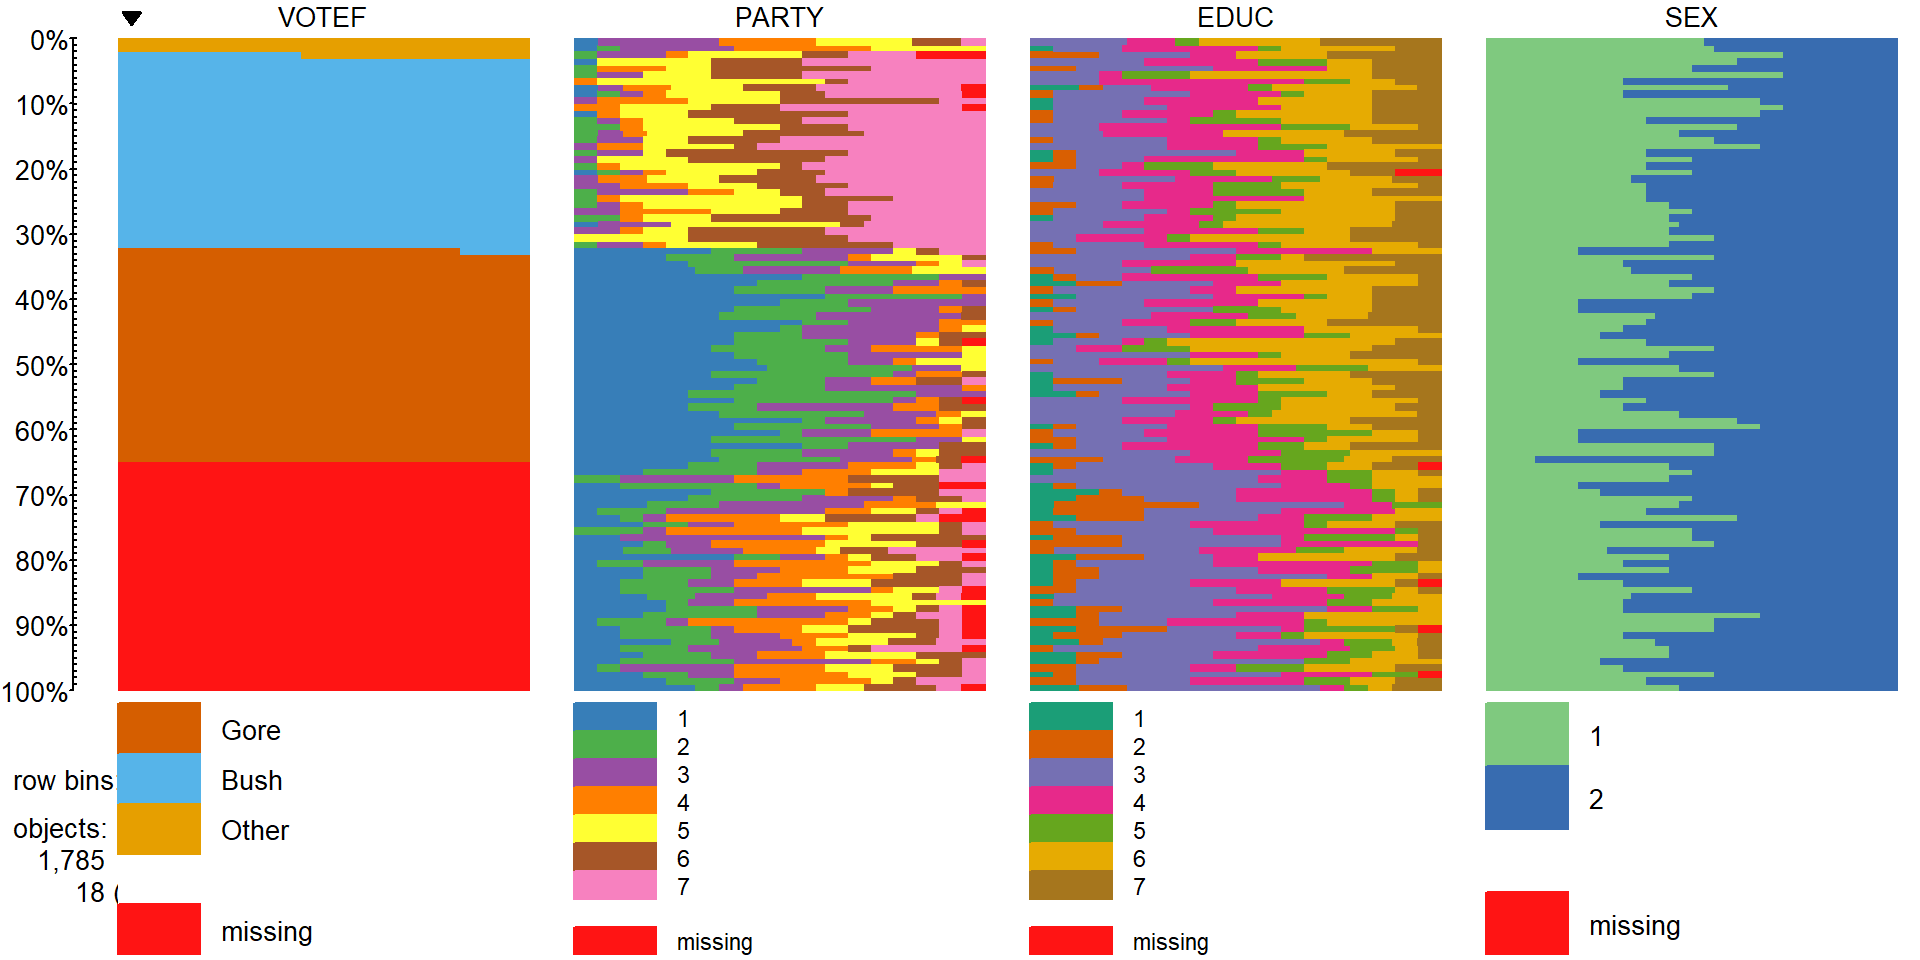 VOTEF PARTY EDUC SEX
0%
10%
20%
30%
40%
50%
60%
70%
80%
90%
100%
row bins:
objects:
1,785
18 (
Gore
Bush
Other
missing
1
2
3
4
5
6
7
missing
1
2
3
4
5
6
7
missing
1
2
missing